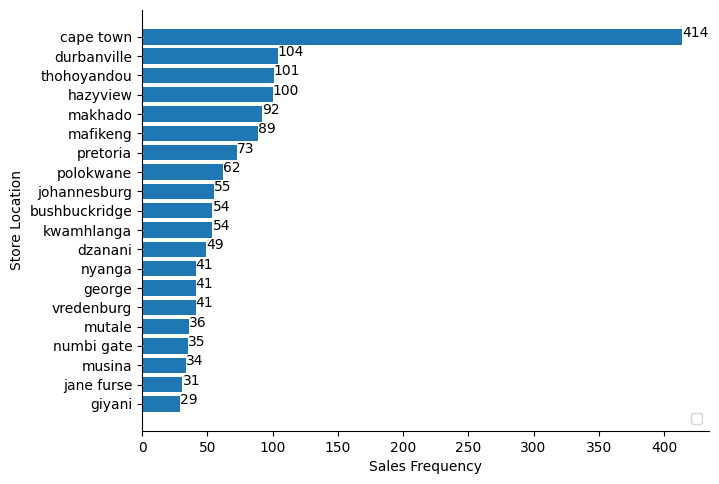 cape town 414
durbanville 104
thohoyandou 101
hazyview 100
makhado 92
mafikeng 89
pretoria 73
polokwane 62
johannesburg 55
bushbuckridge 54
kwamhlanga 54
dzanani 49
nyanga 41
george 41
vredenburg 41
mutale 36
numbi gate 35
musina 34
jane furse 31
giyani 29
Store Location
0 50 100 150 200 250 300 350 400
Sales Frequency